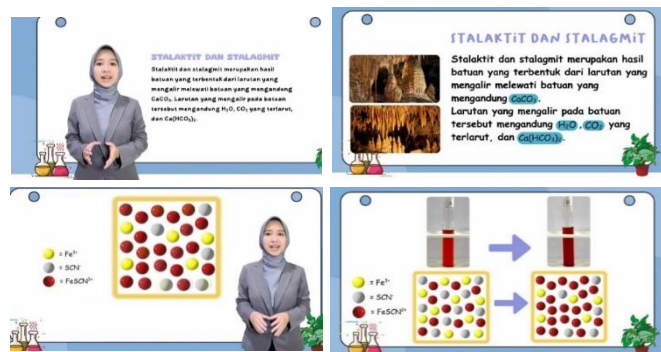 STALAKTIT DAN STALAGMIT
Stalaktit dan stalagmit merupakan hasil
batuan yang terbentuk dari larutan yang
mengalir melewati batuan yang mengandung
CaCO₃. Larutan yang mengalir pada batuan
tersebut mengandung H₂O, CO₂ yang terlarut,
dan Ca(HCO₃)₂.
STALAKTIT DAN STALAGMIT
Stalaktit dan stalagmit merupakan hasil
batuan yang terbentuk dari larutan yang
mengalir melewati batuan yang
mengandung CaCO₃.
Larutan yang mengalir pada batuan
tersebut mengandung H₂O, CO₂ yang
terlarut, dan Ca(HCO₃)₂.
= Fe³⁺
= SCN⁻
= FeSCN²⁺
= Fe³⁺
= SCN⁻
= FeSCN²⁺